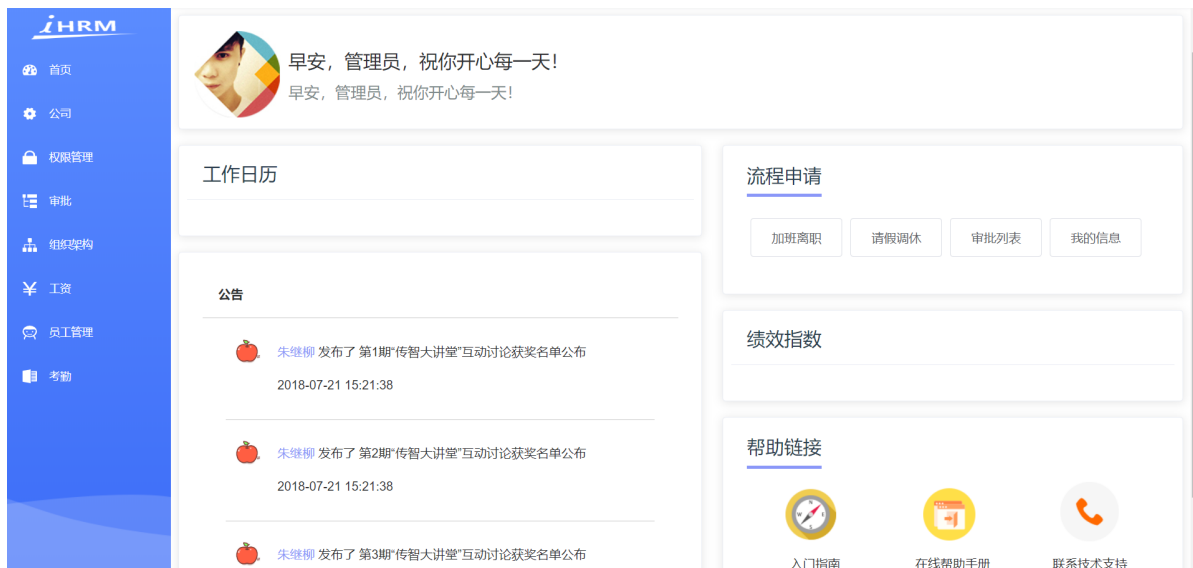 iHRM
首页
公司
权限管理
审批
组织架构
工资
员工管理
考勤
早安，管理员，祝你开心每一天！
早安，管理员，祝你开心每一天！
工作日历
公告
朱继柳 发布了 第1期“传智大讲堂”互动讨论获奖名单公布
2018-07-21 15:21:38
朱继柳 发布了 第2期“传智大讲堂”互动讨论获奖名单公布
2018-07-21 15:21:38
朱继柳 发布了 第3期“传智大讲堂”互动讨论获奖名单公布
流程申请
加班离职
请假调休
审批列表
我的信息
绩效指数
帮助链接
入门指南
在线帮助手册
联系技术支持